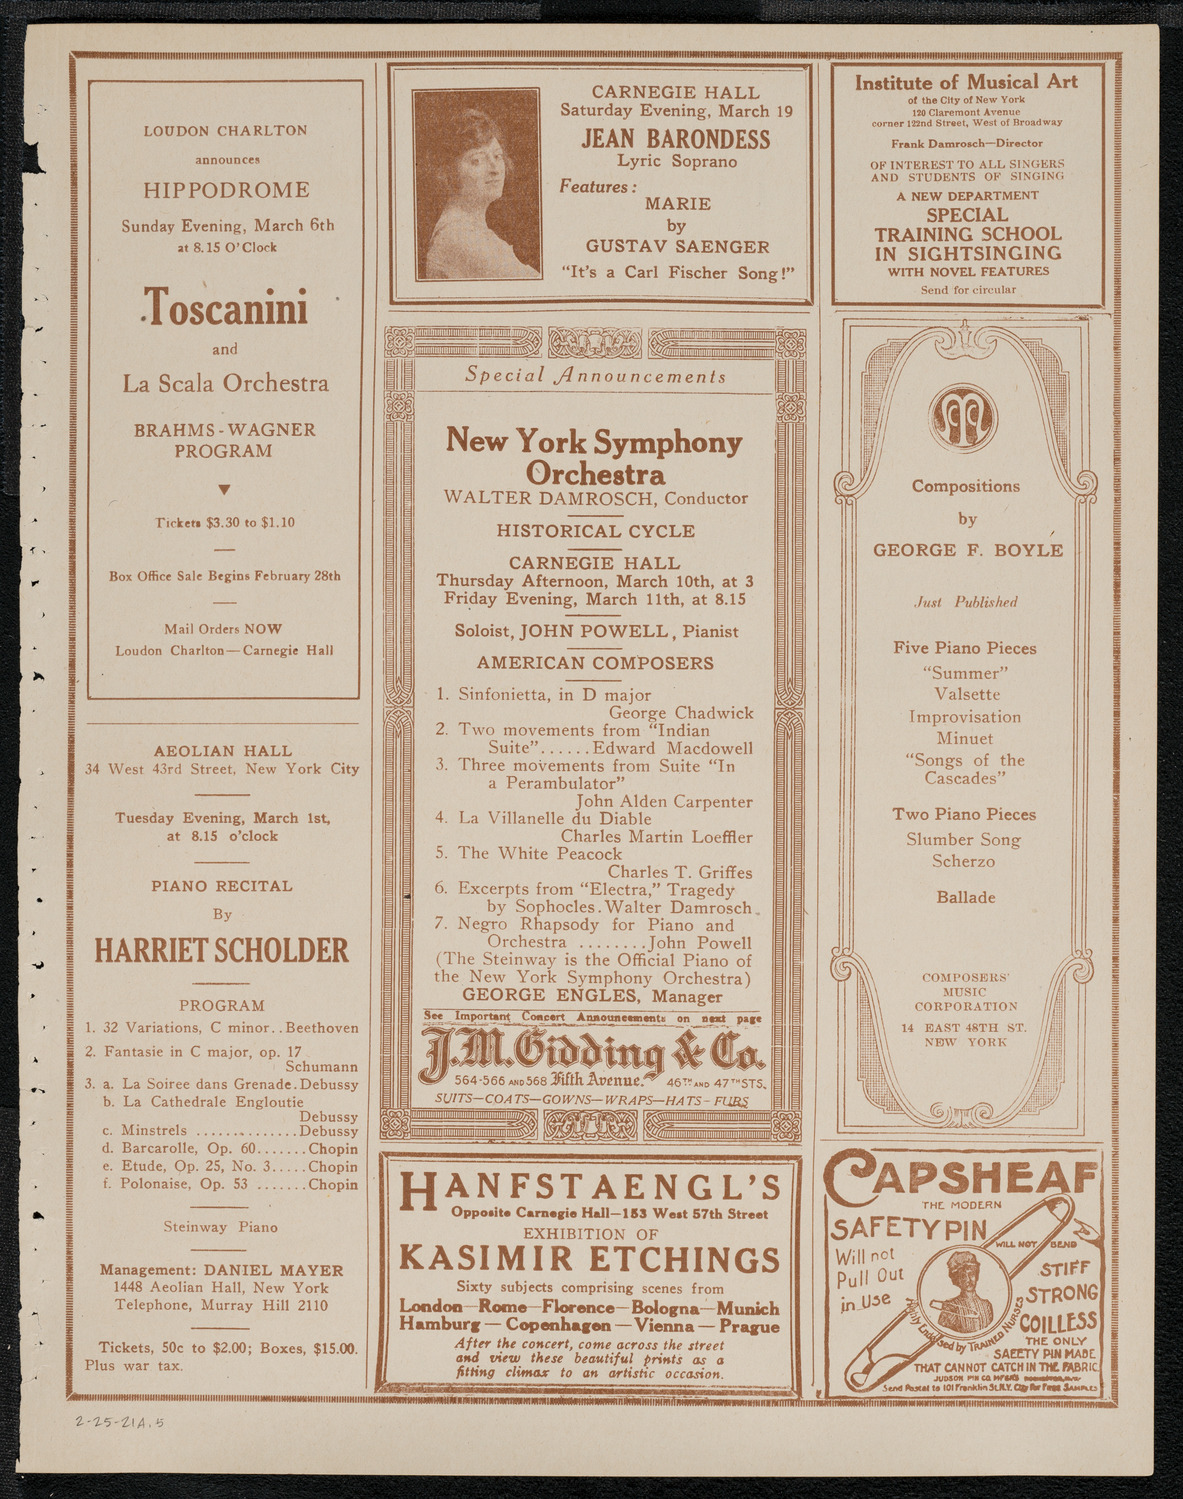 LOUDON CHARLTON
announces
HIPPODROME
Sunday Evening, March 6th
at 8.15 O'Clock
Toscanini
and
La Scala Orchestra
BRAHMS-WAGNER
PROGRAM
Tickets $3.30 to $1.10
Box Office Sale Begins February 28th
Mail Orders NOW
Loudon Charlton—Carnegie Hall
AEOLIAN HALL
34 West 43rd Street, New York City
Tuesday Evening, March 1st,
at 8.15 o'clock
PIANO RECITAL
By
HARRIET SCHOLDER
PROGRAM
1. 32 Variations, C minor..Beethoven
2. Fantasie in C major, op. 17
Schumann
3. a. La Soiree dans Grenade.Debussy
b. La Cathedrale Engloutie
Debussy
c. Minstrels .............Debussy
d. Barcarolle, Op. 60.......Chopin
e. Etude, Op. 25, No. 3.....Chopin
f. Polonaise, Op. 53 .......Chopin
Steinway Piano
Management: DANIEL MAYER
1448 Aeolian Hall, New York
Telephone, Murray Hill 2110
Tickets, 50c to $2.00; Boxes, $15.00.
Plus war tax.
CARNEGIE HALL
Saturday Evening, March 19
JEAN BARONDESS
Lyric Soprano
Features:
MARIE
by
GUSTAV SAENGER
"It's a Carl Fischer Song!"
Special Announcements
New York Symphony
Orchestra
WALTER DAMROSCH, Conductor
HISTORICAL CYCLE
CARNEGIE HALL
Thursday Afternoon, March 10th, at 3
Friday Evening, March 11th, at 8.15
Soloist, JOHN POWELL, Pianist
AMERICAN COMPOSERS
1. Sinfonietta, in D major
George Chadwick
2. Two movements from "Indian
Suite"......Edward Macdowell
3. Three movements from Suite "In
a Perambulator"
John Alden Carpenter
4. La Villanelle du Diable
Charles Martin Loeffler
5. The White Peacock
Charles T. Griffes
6. Excerpts from "Electra," Tragedy
by Sophocles.Walter Damrosch.
7. Negro Rhapsody for Piano and
Orchestra ........John Powell
(The Steinway is the Official Piano of
the New York Symphony Orchestra)
GEORGE ENGLES, Manager
See Important Concert Announcements on next page
J.M. Gidding & Co.
564-566 AND 568 Fifth Avenue. 46TH AND 47TH STS.
SUITS—COATS—GOWNS—WRAPS—HATS—FURS
HANFSTAENGL'S
Opposite Carnegie Hall—153 West 57th Street
EXHIBITION OF
KASIMIR ETCHINGS
Sixty subjects comprising scenes from
London—Rome—Florence—Bologna—Munich
Hamburg—Copenhagen—Vienna—Prague
After the concert, come across the street
and view these beautiful prints as a
fitting climax to an artistic occasion.
Institute of Musical Art
of the City of New York
120 Claremont Avenue
corner 122nd Street, West of Broadway
Frank Damrosch—Director
OF INTEREST TO ALL SINGERS
AND STUDENTS OF SINGING
A NEW DEPARTMENT
SPECIAL
TRAINING SCHOOL
IN SIGHTSINGING
WITH NOVEL FEATURES
Send for circular
Compositions
by
GEORGE F. BOYLE
Just Published
Five Piano Pieces
"Summer"
Valsette
Improvisation
Minuet
"Songs of the
Cascades"
Two Piano Pieces
Slumber Song
Scherzo
Ballade
COMPOSERS'
MUSIC
CORPORATION
14 EAST 48TH ST.
NEW YORK
CAPSHEAF
THE MODERN
SAFETY PIN
WILL NOT BEND
Will not
Pull Out
in Use
STIFF
STRONG
COILLESS
Highly Endorsed by TRAINED NURSES
THE ONLY
SAFETY PIN MADE
THAT CANNOT CATCH IN THE FABRIC.
JUDSON PIN CO. MFGRS
Send Postal to 101 Franklin St. N.Y. City for Free SAMPLES
2-25-21A.5